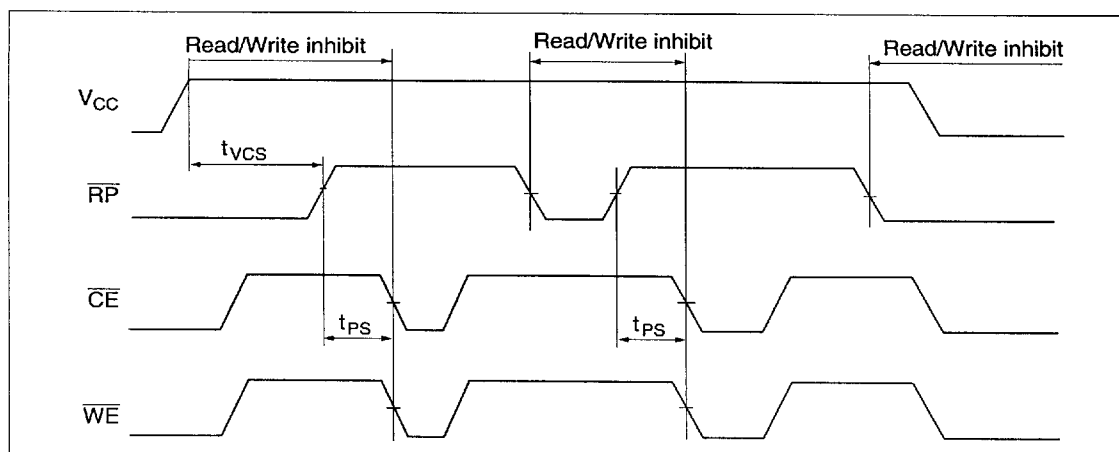 Read/Write inhibit
Read/Write inhibit
Read/Write inhibit
VCC
tVCS
RP
CE
tPS
tPS
WE